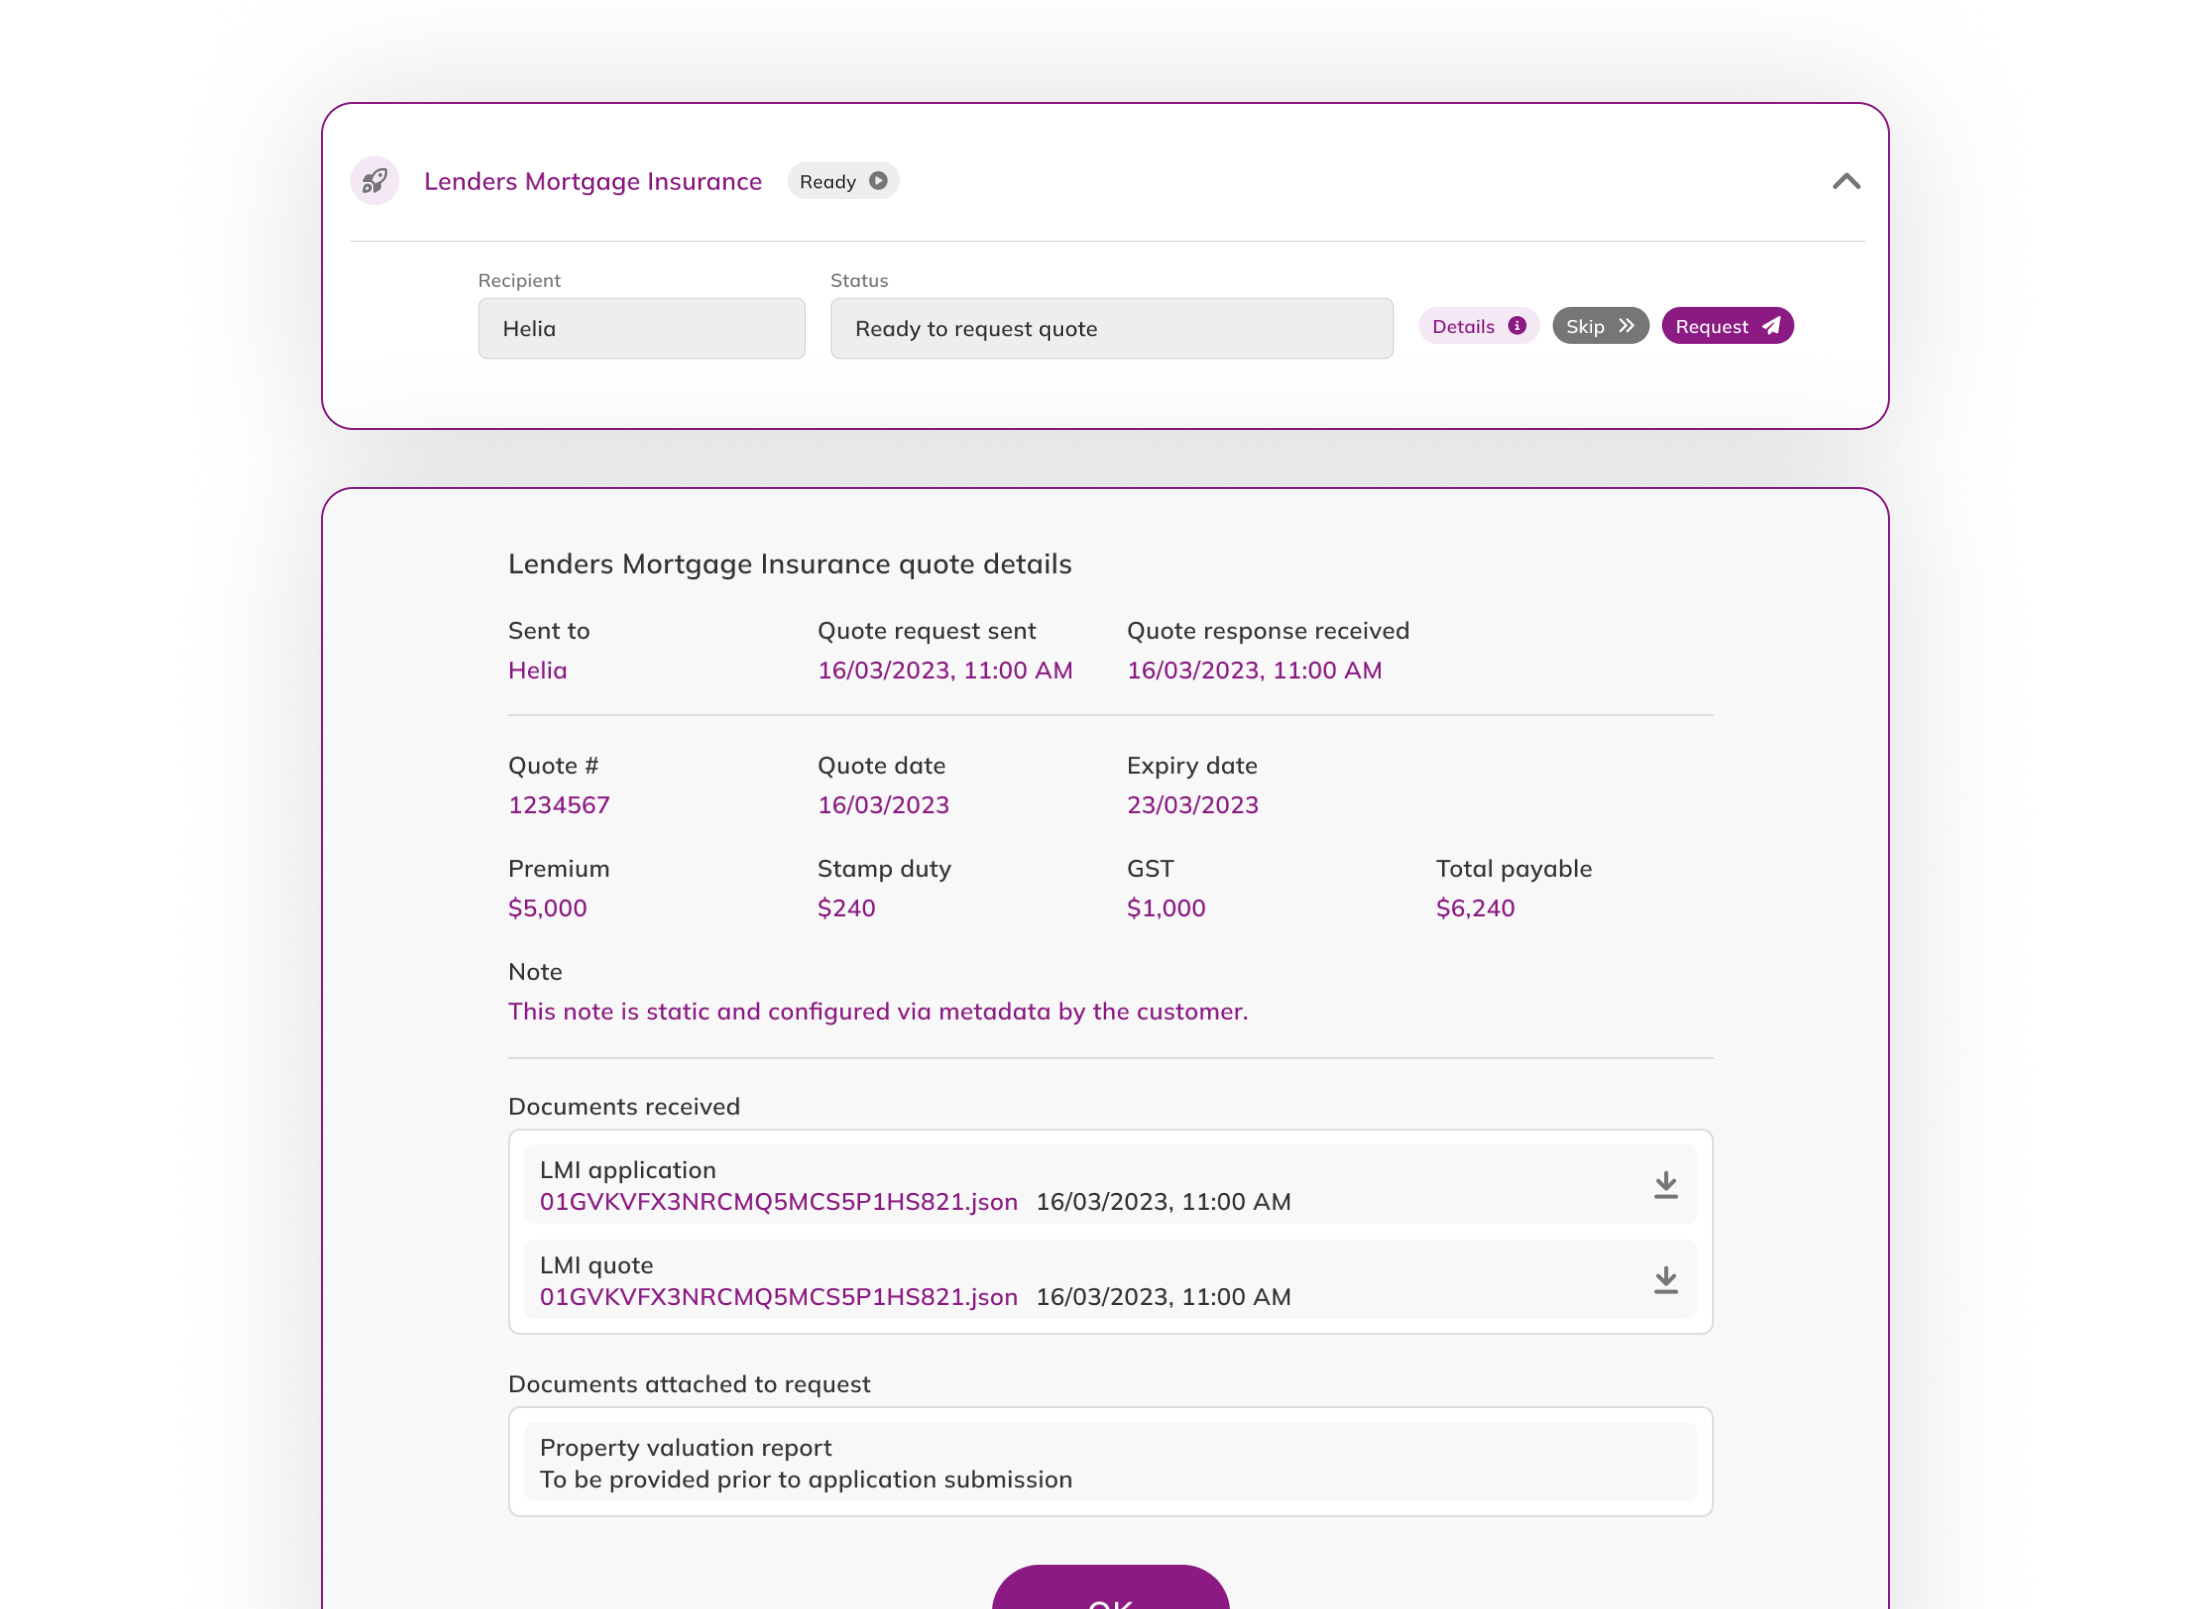 Lenders Mortgage Insurance Ready
Recipient Status
Helia Ready to request quote Details Skip Request
Lenders Mortgage Insurance quote details
Sent to Quote request sent Quote response received
Helia 16/03/2023, 11:00 AM 16/03/2023, 11:00 AM
Quote # Quote date Expiry date
1234567 16/03/2023 23/03/2023
Premium Stamp duty GST Total payable
$5,000 $240 $1,000 $6,240
Note
This note is static and configured via metadata by the customer.
Documents received
LMI application
01GVKVFX3NRCMQ5MCS5P1HS821.json 16/03/2023, 11:00 AM
LMI quote
01GVKVFX3NRCMQ5MCS5P1HS821.json 16/03/2023, 11:00 AM
Documents attached to request
Property valuation report
To be provided prior to application submission
OK